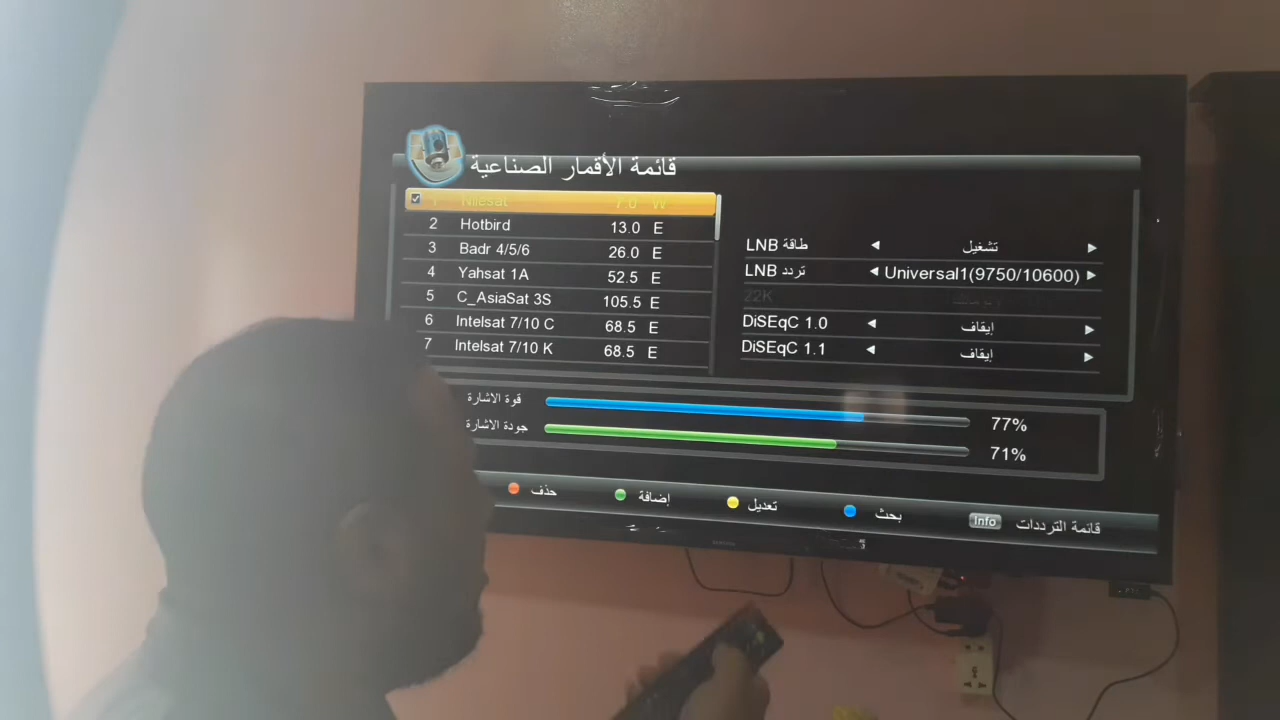 قائمة الأقمار الصناعية
1 Nilesat 7.0 W
2 Hotbird 13.0 E
3 Badr 4/5/6 26.0 E
4 Yahsat 1A 52.5 E
5 C_AsiaSat 3S 105.5 E
6 Intelsat 7/10 C 68.5 E
7 Intelsat 7/10 K 68.5 E
طاقة LNB تشغيل
تردد LNB Universal1(9750/10600)
22K
DiSEqC 1.0 إيقاف
DiSEqC 1.1 إيقاف
قوة الاشارة 77%
جودة الاشارة 71%
حذف إضافة تعديل بحث Info قائمة الترددات